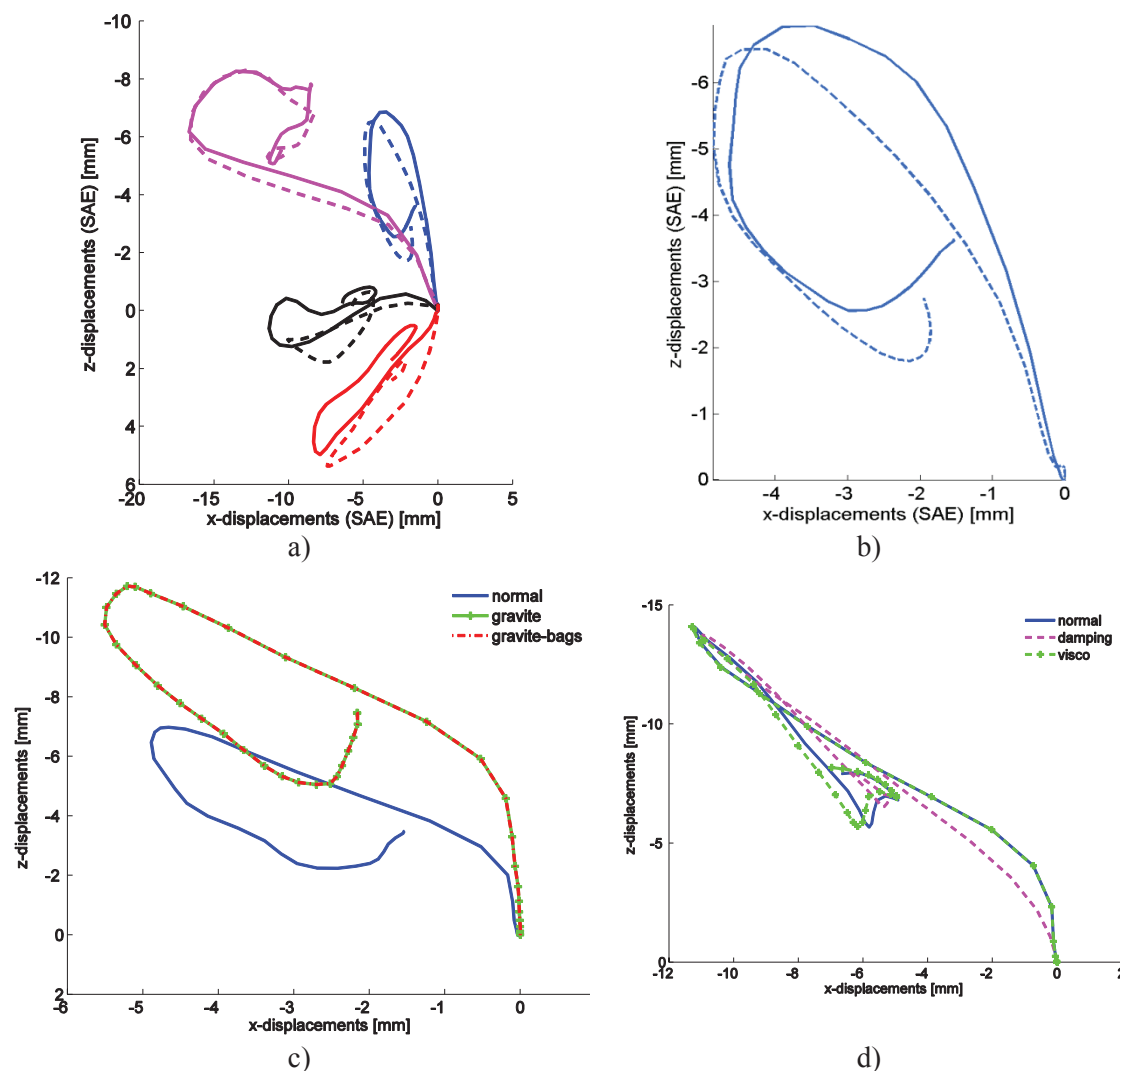 -10
-8
-6
-4
-2
0
2
4
6
z-displacements (SAE) [mm]
-20 -15 -10 -5 0 5
x-displacements (SAE) [mm]
a)
-6
-5
-4
-3
-2
-1
0
z-displacements (SAE) [mm]
-4 -3 -2 -1 0
x-displacements (SAE) [mm]
b)
-12
-10
-8
-6
-4
-2
0
2
z-displacements [mm]
normal
gravite
gravite-bags
-6 -5 -4 -3 -2 -1 0
x-displacements [mm]
c)
-15
-10
-5
0
z-displacements [mm]
normal
damping
visco
-12 -10 -8 -6 -4 -2 0 2
x-displacements [mm]
d)